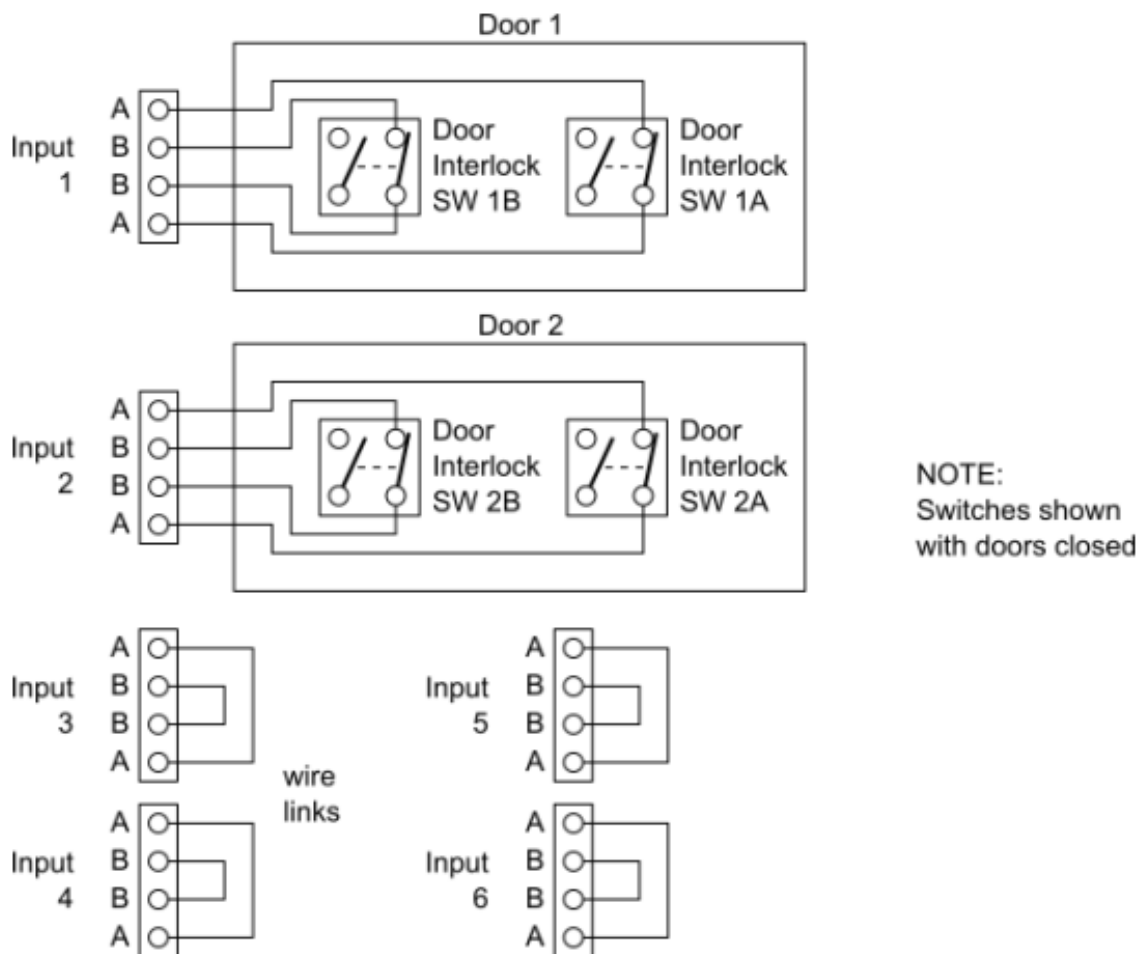 Door 1
A
Input
1
B
B
A
Door
Interlock
SW 1B
Door
Interlock
SW 1A
Door 2
A
Input
2
B
B
A
Door
Interlock
SW 2B
Door
Interlock
SW 2A
NOTE:
Switches shown
with doors closed
A
Input
3
B
B
A
A
Input
5
B
B
A
wire
links
A
Input
4
B
B
A
A
Input
6
B
B
A